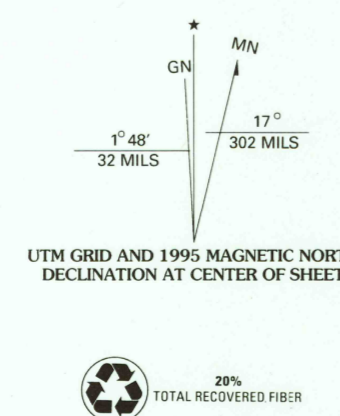 ★
GN
MN
1°48′
32 MILS
17°
302 MILS
UTM GRID AND 1995 MAGNETIC NORT
DECLINATION AT CENTER OF SHEET
20%
TOTAL RECOVERED FIBER